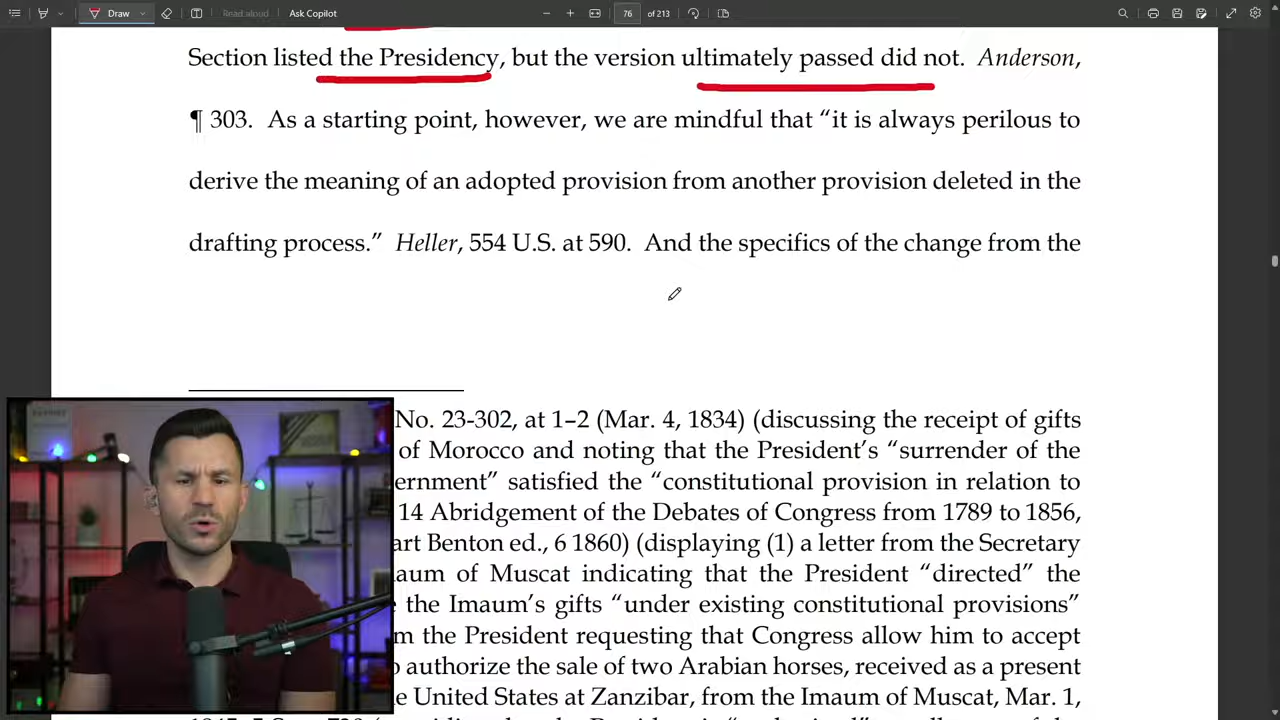 Draw
Read aloud
Ask Copilot
76 of 213
Section listed the Presidency, but the version ultimately passed did not. Anderson,
¶ 303. As a starting point, however, we are mindful that “it is always perilous to
derive the meaning of an adopted provision from another provision deleted in the
drafting process.” Heller, 554 U.S. at 590. And the specifics of the change from the
No. 23-302, at 1–2 (Mar. 4, 1834) (discussing the receipt of gifts
of Morocco and noting that the President’s “surrender of the
ernment” satisfied the “constitutional provision in relation to
14 Abridgement of the Debates of Congress from 1789 to 1856,
art Benton ed., 6 1860) (displaying (1) a letter from the Secretary
aum of Muscat indicating that the President “directed” the
the Imaum’s gifts “under existing constitutional provisions”
m the President requesting that Congress allow him to accept
authorize the sale of two Arabian horses, received as a present
e United States at Zanzibar, from the Imaum of Muscat, Mar. 1,